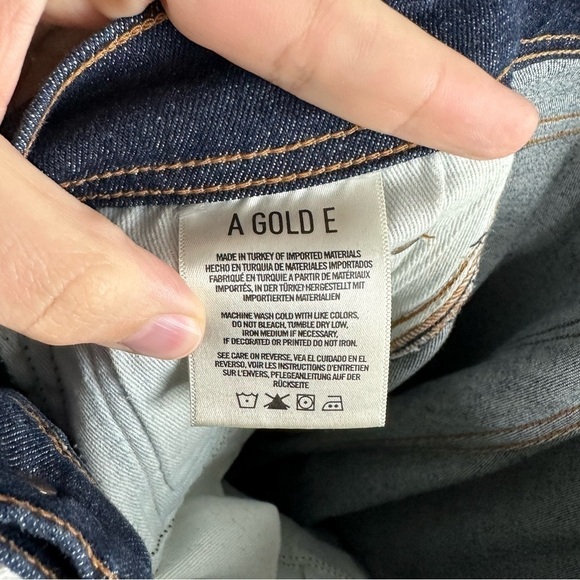 A GOLD E
MADE IN TURKEY OF IMPORTED MATERIALS
HECHO EN TURQUIA DE MATERIALES IMPORTADOS
FABRIQUÉ EN TURQUIE A PARTIR DE MATÉRIAUX
IMPORTÉS, IN DER TÜRKEI HERGESTELLT MIT
IMPORTIERTEN MATERIALIEN
MACHINE WASH COLD WITH LIKE COLORS,
DO NOT BLEACH, TUMBLE DRY LOW,
IRON MEDIUM IF NECESSARY,
IF DECORATED OR PRINTED DO NOT IRON.
SEE CARE ON REVERSE, VEA EL CUIDADO EN EL
REVERSO, VOIR LES INSTRUCTIONS D'ENTRETIEN
SUR L'ENVERS, PFLEGEANLEITUNG AUF DER
RÜCKSEITE